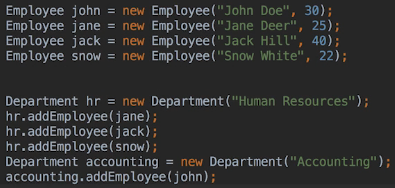 Employee john = new Employee("John Doe", 30);
Employee jane = new Employee("Jane Deer", 25);
Employee jack = new Employee("Jack Hill", 40);
Employee snow = new Employee("Snow White", 22);
Department hr = new Department("Human Resources");
hr.addEmployee(jane);
hr.addEmployee(jack);
hr.addEmployee(snow);
Department accounting = new Department("Accounting");
accounting.addEmployee(john);